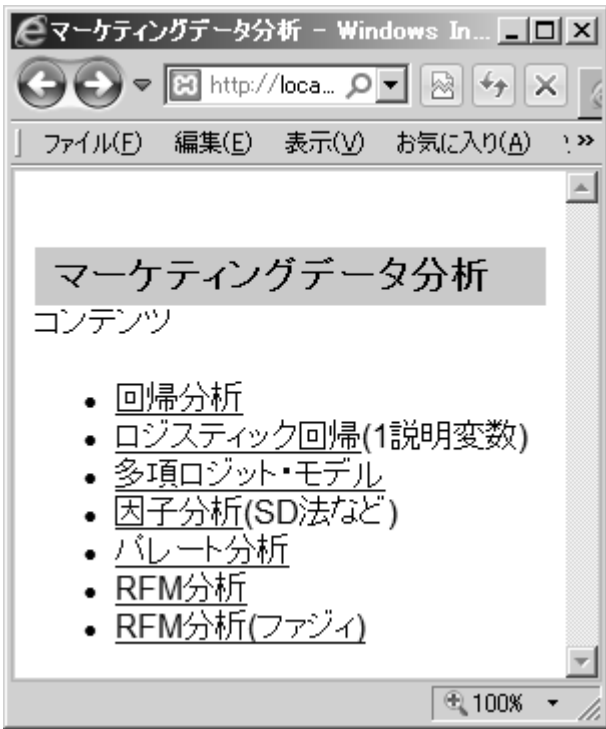 マーケティングデータ分析 - Windows In...
http://loca...
ファイル(F) 編集(E) 表示(V) お気に入り(A) »
マーケティングデータ分析
コンテンツ
• 回帰分析
• ロジスティック回帰(1説明変数)
• 多項ロジット・モデル
• 因子分析(SD法など)
• パレート分析
• RFM分析
• RFM分析(ファジィ)
100%